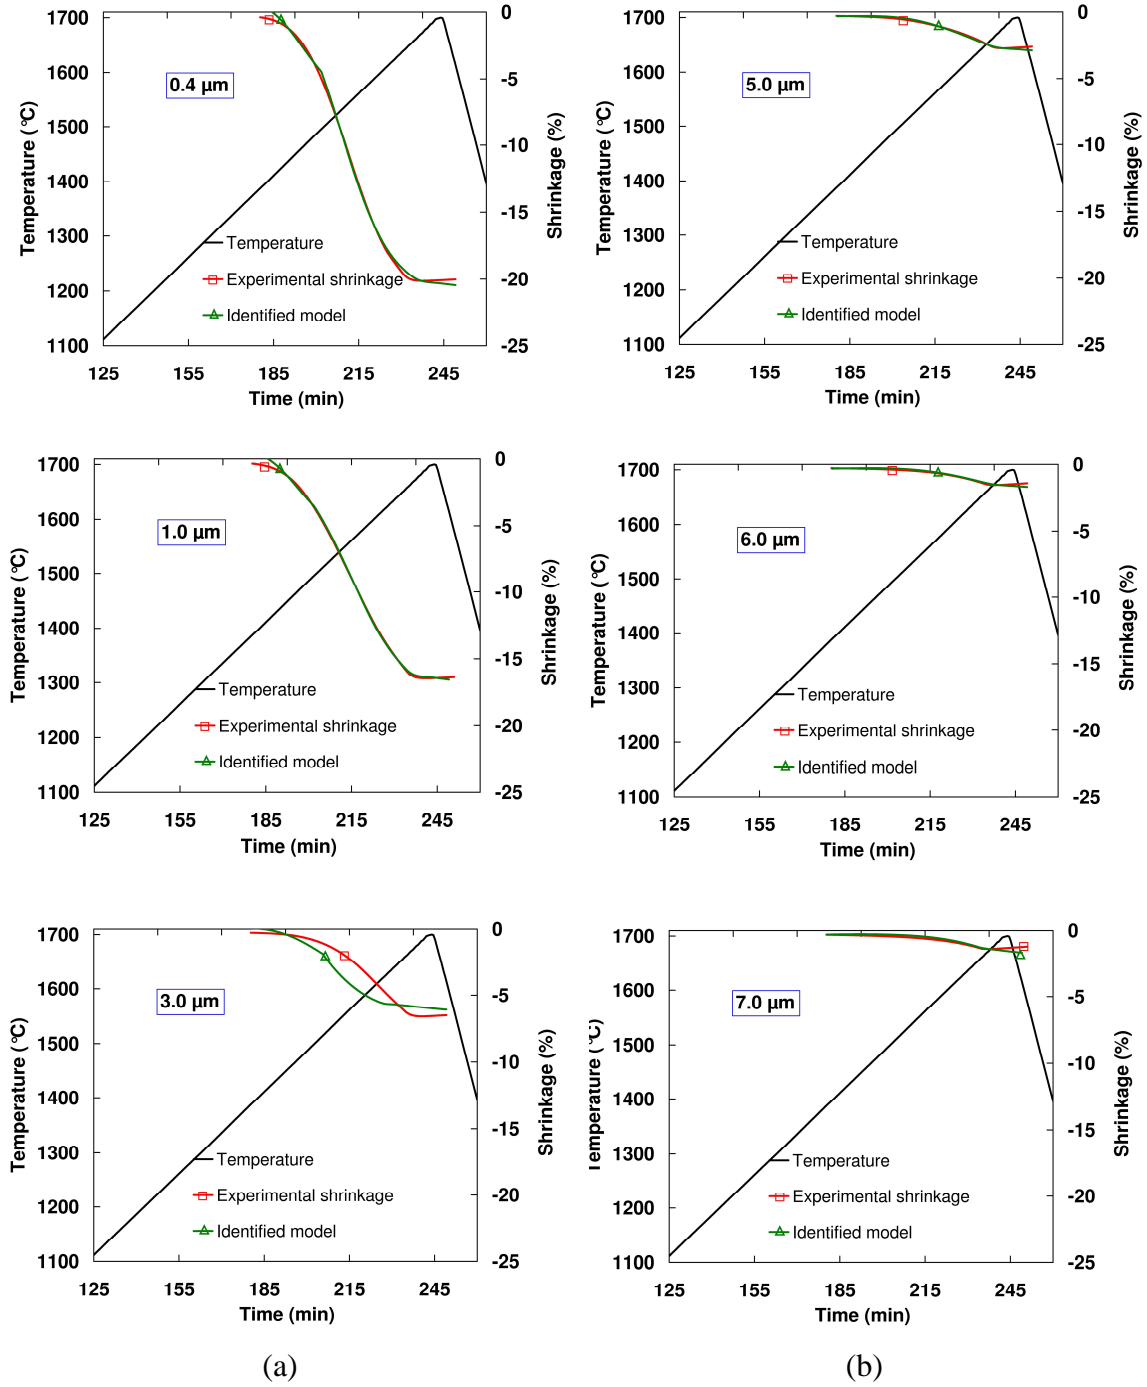 0.4 µm
1700
1600
1500
1400
1300
1200
1100
Temperature (°C)
0
-5
-10
-15
-20
-25
Shrinkage (%)
Temperature
Experimental shrinkage
Identified model
125 155 185 215 245
Time (min)
5.0 µm
1700
1600
1500
1400
1300
1200
1100
Temperature (°C)
0
-5
-10
-15
-20
-25
Shrinkage (%)
Temperature
Experimental shrinkage
Identified model
125 155 185 215 245
Time (min)
1.0 µm
1700
1600
1500
1400
1300
1200
1100
Temperature (°C)
0
-5
-10
-15
-20
-25
Shrinkage (%)
Temperature
Experimental shrinkage
Identified model
125 155 185 215 245
Time (min)
6.0 µm
1700
1600
1500
1400
1300
1200
1100
Temperature (°C)
0
-5
-10
-15
-20
-25
Shrinkage (%)
Temperature
Experimental shrinkage
Identified model
125 155 185 215 245
Time (min)
3.0 µm
1700
1600
1500
1400
1300
1200
1100
Temperature (°C)
0
-5
-10
-15
-20
-25
Shrinkage (%)
Temperature
Experimental shrinkage
Identified model
125 155 185 215 245
Time (min)
7.0 µm
1700
1600
1500
1400
1300
1200
1100
Temperature (°C)
0
-5
-10
-15
-20
-25
Shrinkage (%)
Temperature
Experimental shrinkage
Identified model
125 155 185 215 245
Time (min)
(a) (b)